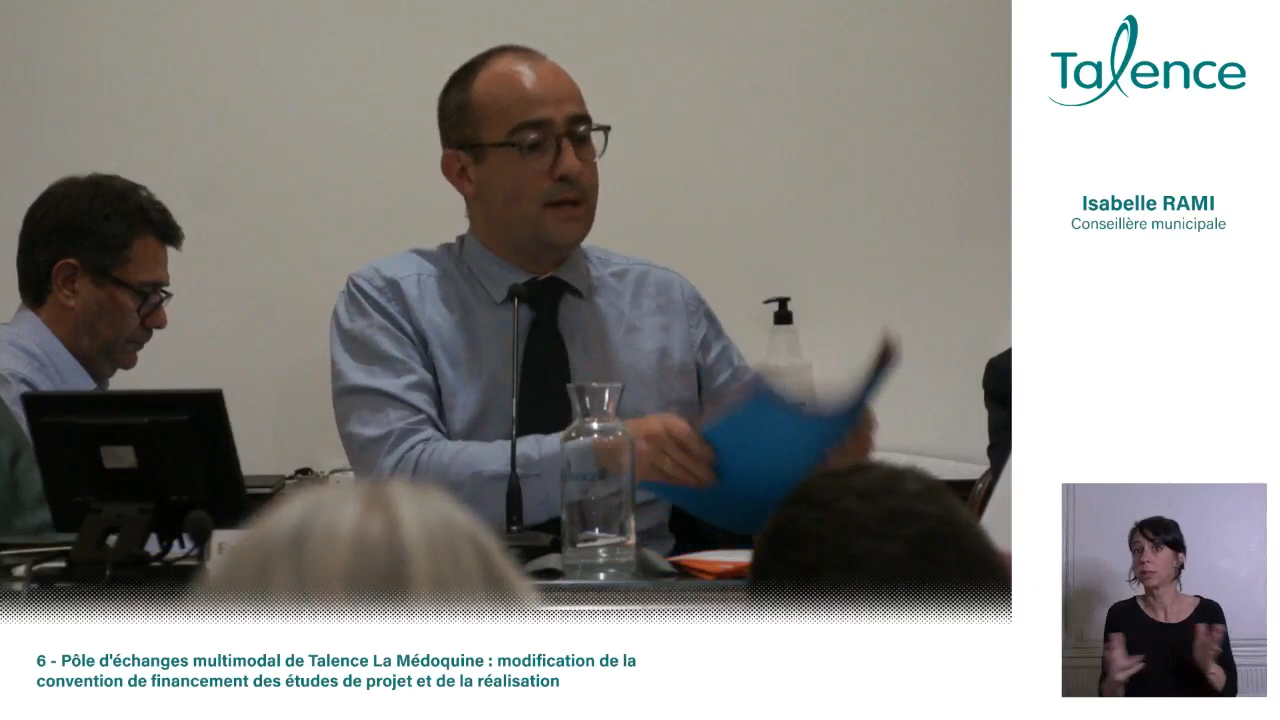 Talence
Isabelle RAMI
Conseillère municipale
6 - Pôle d'échanges multimodal de Talence La Médoquine : modification de la
convention de financement des études de projet et de la réalisation